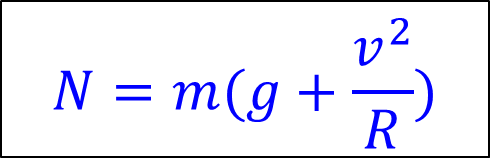 N = m(g + v²/R)